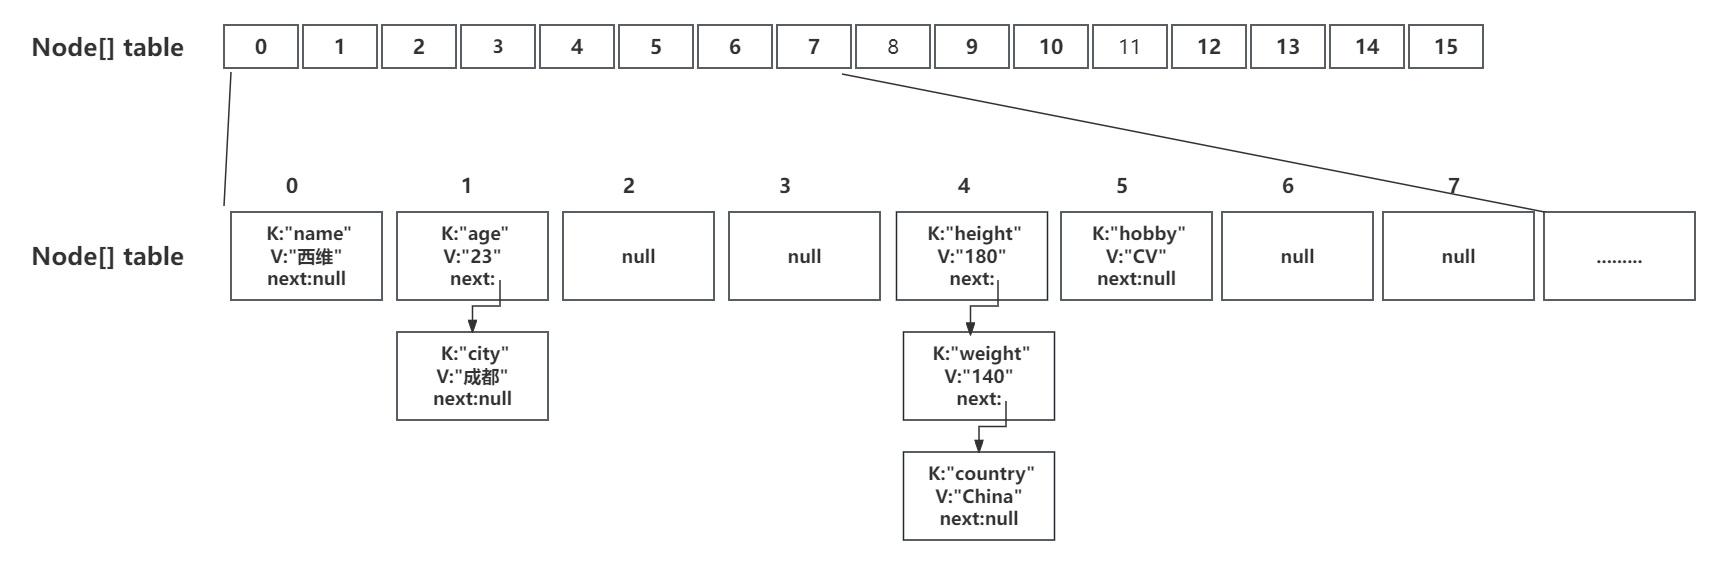 Node[] table 0 1 2 3 4 5 6 7 8 9 10 11 12 13 14 15
0 1 2 3 4 5 6 7
Node[] table
K:"name"
V:"西维"
next:null
K:"age"
V:"23"
next:
null
null
K:"height"
V:"180"
next:
K:"hobby"
V:"CV"
next:null
null
null
.........
K:"city"
V:"成都"
next:null
K:"weight"
V:"140"
next:
K:"country"
V:"China"
next:null